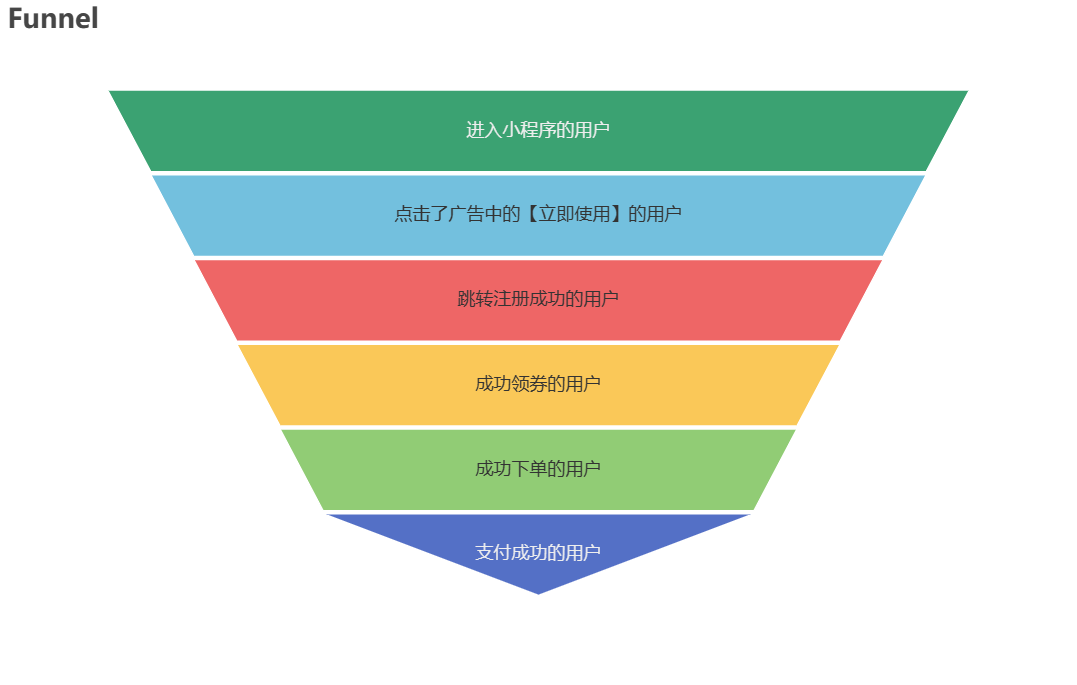 Funnel
进入小程序的用户
点击了广告中的【立即使用】的用户
跳转注册成功的用户
成功领券的用户
成功下单的用户
支付成功的用户